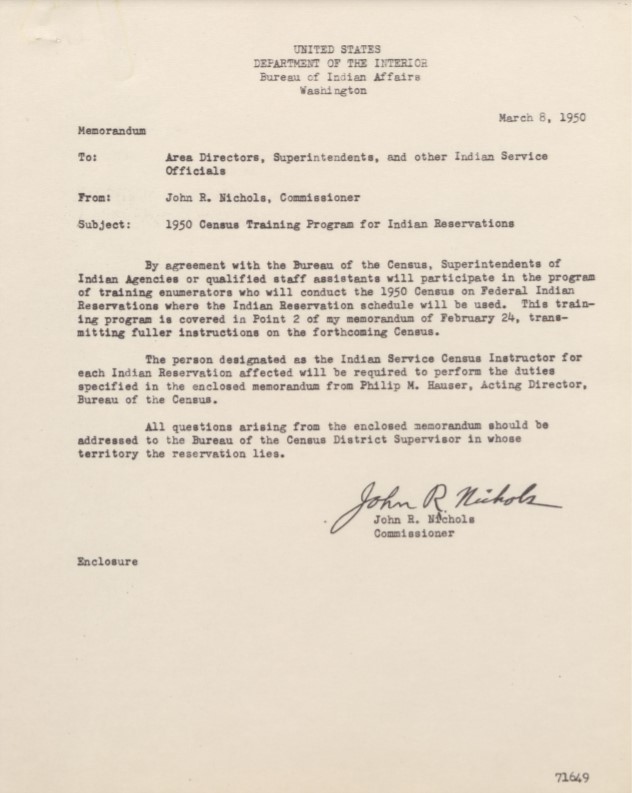 UNITED STATES
DEPARTMENT OF THE INTERIOR
Bureau of Indian Affairs
Washington
March 8, 1950
Memorandum
To: Area Directors, Superintendents, and other Indian Service
Officials
From: John R. Nichols, Commissioner
Subject: 1950 Census Training Program for Indian Reservations
By agreement with the Bureau of the Census, Superintendents of
Indian Agencies or qualified staff assistants will participate in the program
of training enumerators who will conduct the 1950 Census on Federal Indian
Reservations where the Indian Reservation schedule will be used. This train-
ing program is covered in Point 2 of my memorandum of February 24, trans-
mitting fuller instructions on the forthcoming Census.
The person designated as the Indian Service Census Instructor for
each Indian Reservation affected will be required to perform the duties
specified in the enclosed memorandum from Philip M. Hauser, Acting Director,
Bureau of the Census.
All questions arising from the enclosed memorandum should be
addressed to the Bureau of the Census District Supervisor in whose
territory the reservation lies.
John R. Nichols
John R. Nichols
Commissioner
Enclosure
71649